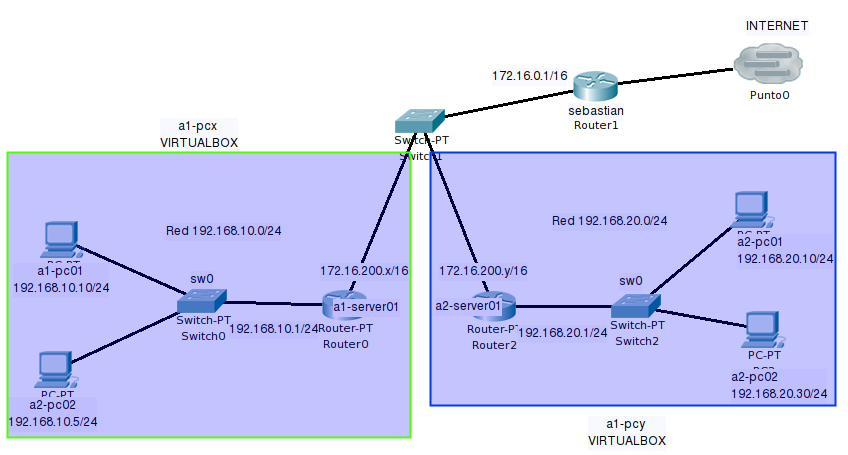 INTERNET
172.16.0.1/16
Punto0
sebastian
Router1
Switch-PT
Switch1
a1-pcx
VIRTUALBOX
Red 192.168.10.0/24
PC-PT
a1-pc01
192.168.10.10/24
sw0
Switch-PT
Switch0
192.168.10.1/24
172.16.200.x/16
a1-server01
Router-PT
Router0
PC-PT
a2-pc02
192.168.10.5/24
Red 192.168.20.0/24
172.16.200.y/16
a2-server01
Router-PT
Router2
192.168.20.1/24
sw0
Switch-PT
Switch2
PC-PT
a2-pc01
192.168.20.10/24
PC-PT
a2-pc02
192.168.20.30/24
a1-pcy
VIRTUALBOX